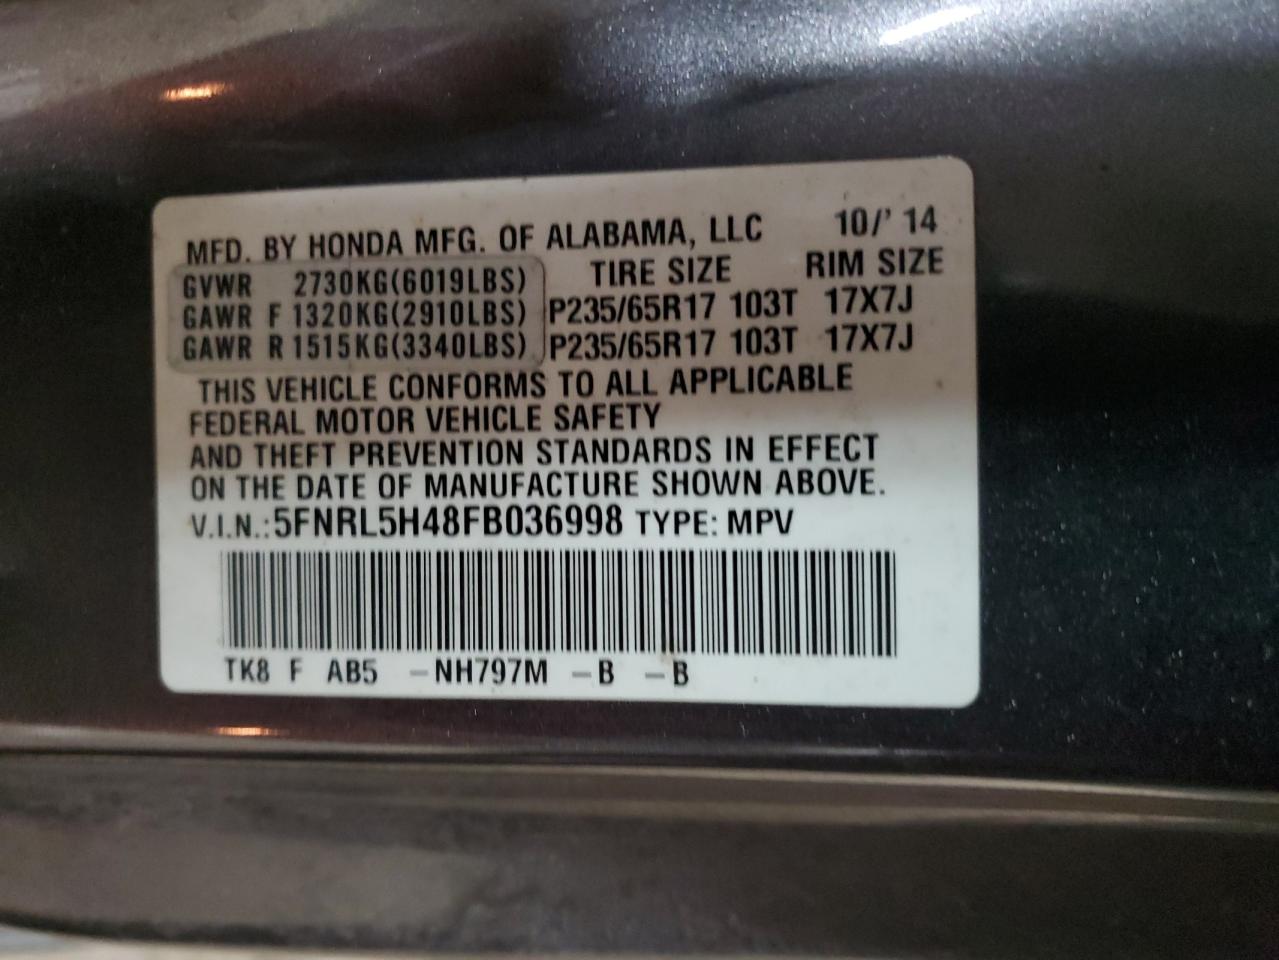 MFD. BY HONDA MFG. OF ALABAMA, LLC 10/' 14
GVWR 2730KG(6019LBS) TIRE SIZE RIM SIZE
GAWR F 1320KG(2910LBS) P235/65R17 103T 17X7J
GAWR R 1515KG(3340LBS) P235/65R17 103T 17X7J
THIS VEHICLE CONFORMS TO ALL APPLICABLE
FEDERAL MOTOR VEHICLE SAFETY
AND THEFT PREVENTION STANDARDS IN EFFECT
ON THE DATE OF MANUFACTURE SHOWN ABOVE.
V.I.N.: 5FNRL5H48FB036998 TYPE: MPV
TK8 F AB5 -NH797M -B -B